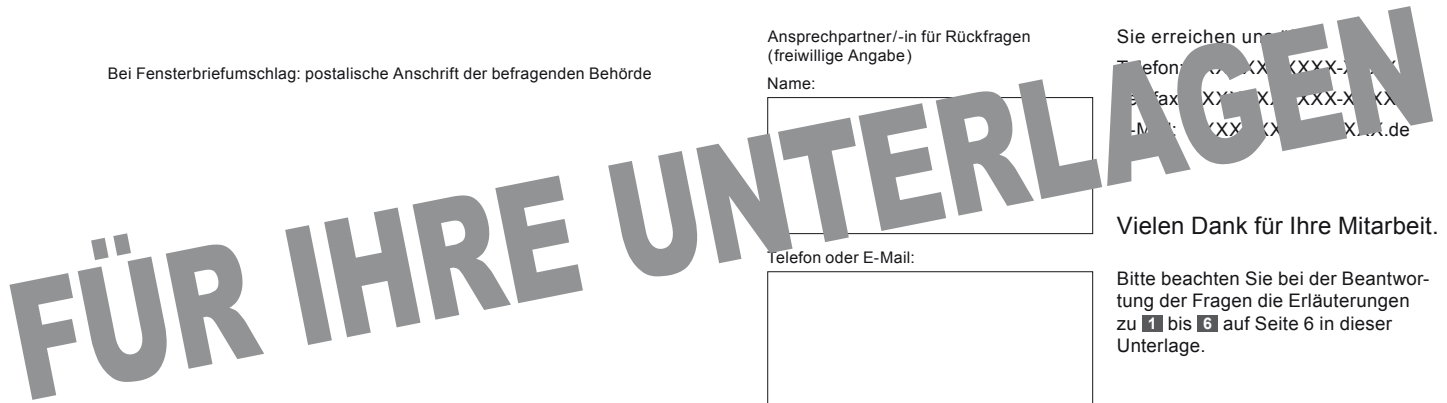 Bei Fensterbriefumschlag: postalische Anschrift der befragenden Behörde
Ansprechpartner/-in für Rückfragen
(freiwillige Angabe)
Name:
Telefon oder E-Mail:
Sie erreichen
Vielen Dank für Ihre Mitarbeit.
Bitte beachten Sie bei der Beantwor-
tung der Fragen die Erläuterungen
zu 1 bis 6 auf Seite 6 in dieser
Unterlage.
FÜR IHRE UNTERLAGEN